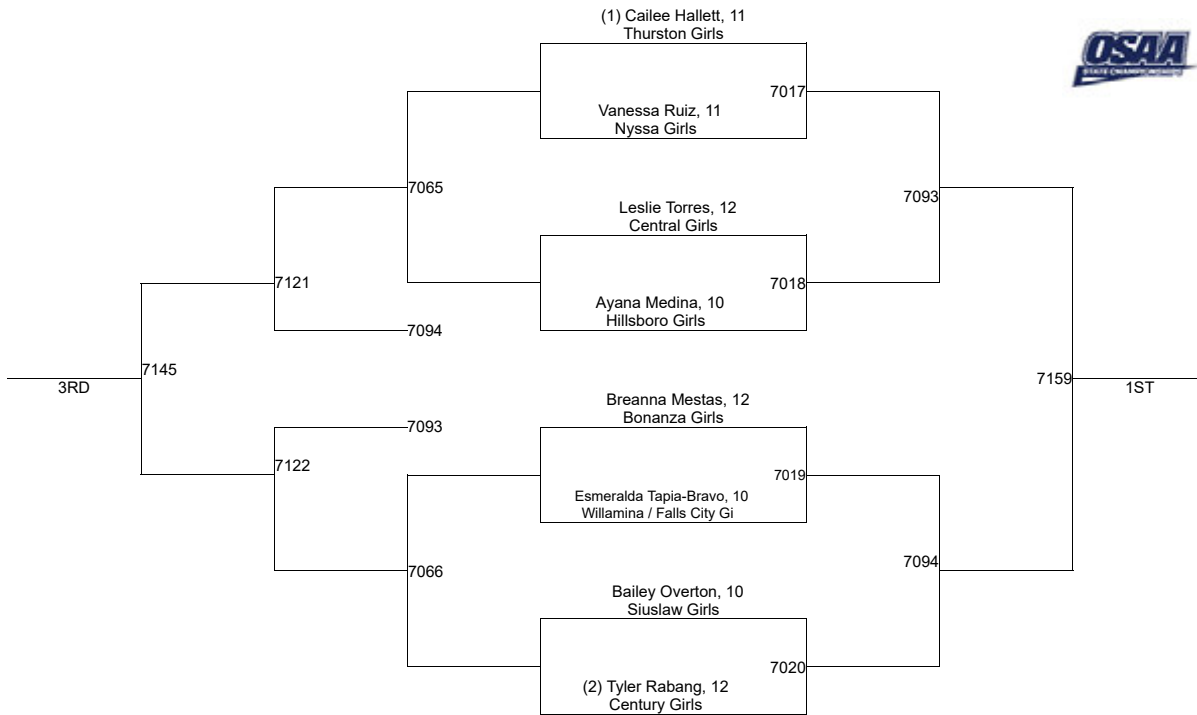 (1) Cailee Hallett, 11
Thurston Girls
OSAA
STATE CHAMPIONSHIPS
7017
Vanessa Ruiz, 11
Nyssa Girls
7065
7093
Leslie Torres, 12
Central Girls
7121
7018
Ayana Medina, 10
Hillsboro Girls
7094
7145
3RD
7159
1ST
Breanna Mestas, 12
Bonanza Girls
7093
7122
7019
Esmeralda Tapia-Bravo, 10
Willamina / Falls City Gi
7066
7094
Bailey Overton, 10
Siuslaw Girls
7020
(2) Tyler Rabang, 12
Century Girls